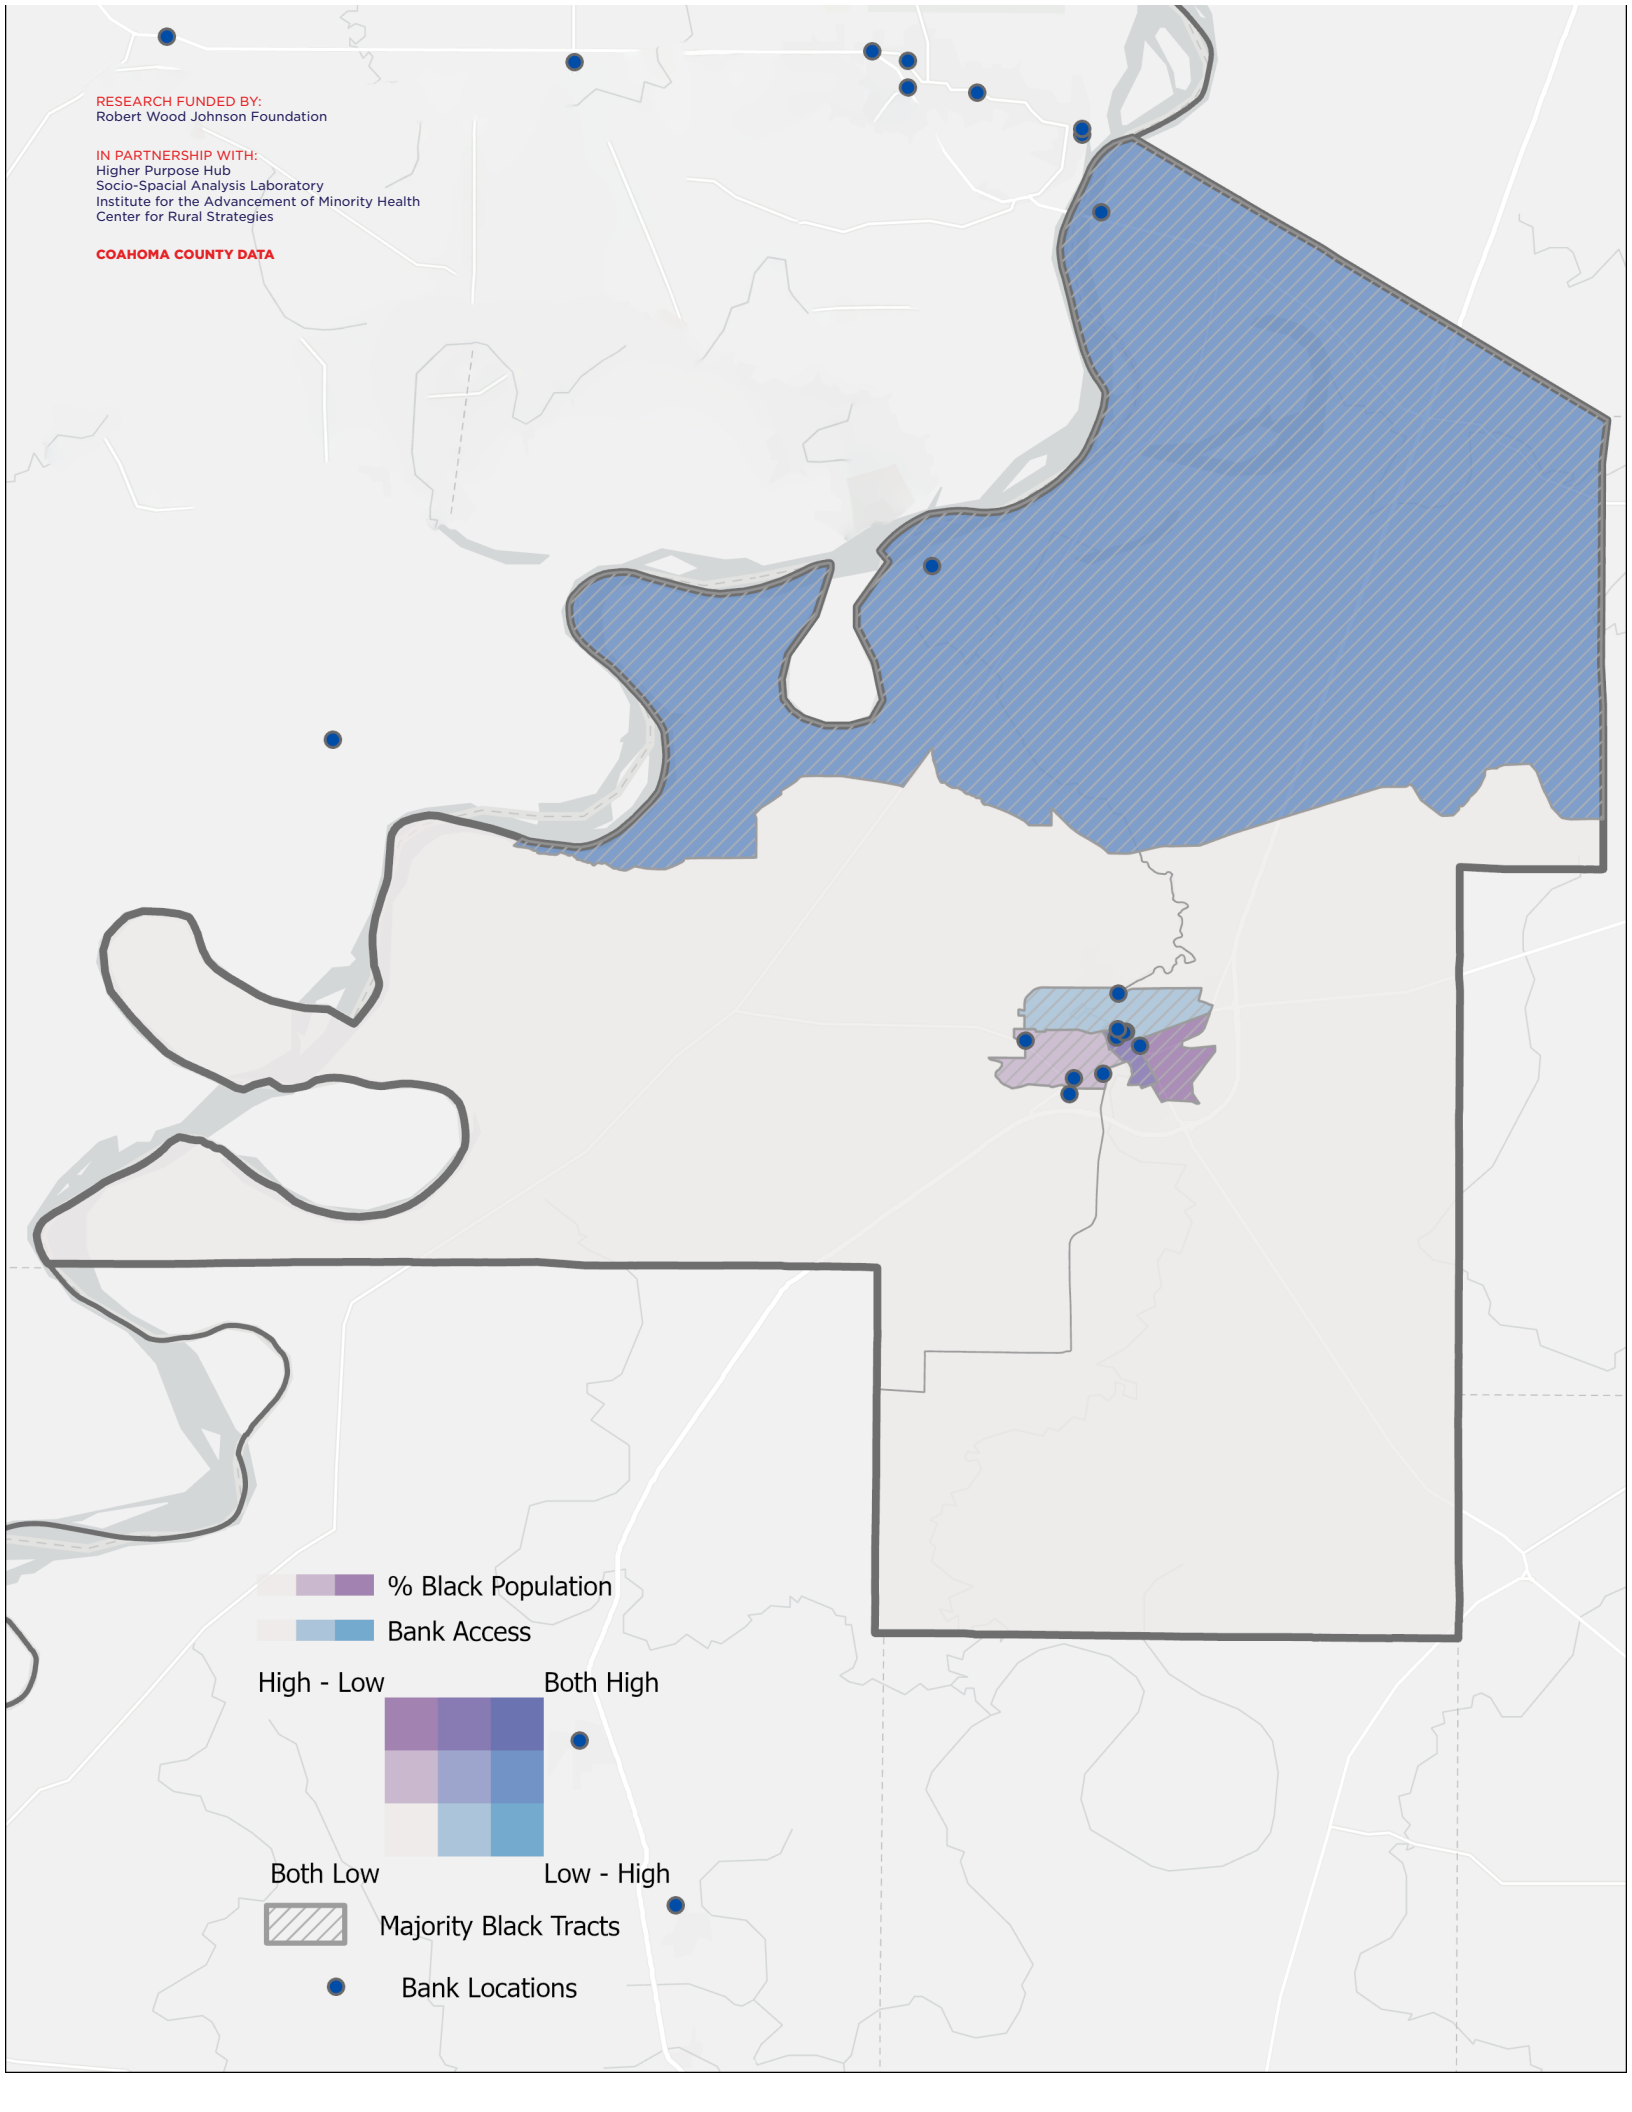 RESEARCH FUNDED BY:
Robert Wood Johnson Foundation
IN PARTNERSHIP WITH:
Higher Purpose Hub
Socio-Spacial Analysis Laboratory
Institute for the Advancement of Minority Health
Center for Rural Strategies
COAHOMA COUNTY DATA
% Black Population
Bank Access
High - Low
Both High
Both Low
Low - High
Majority Black Tracts
Bank Locations